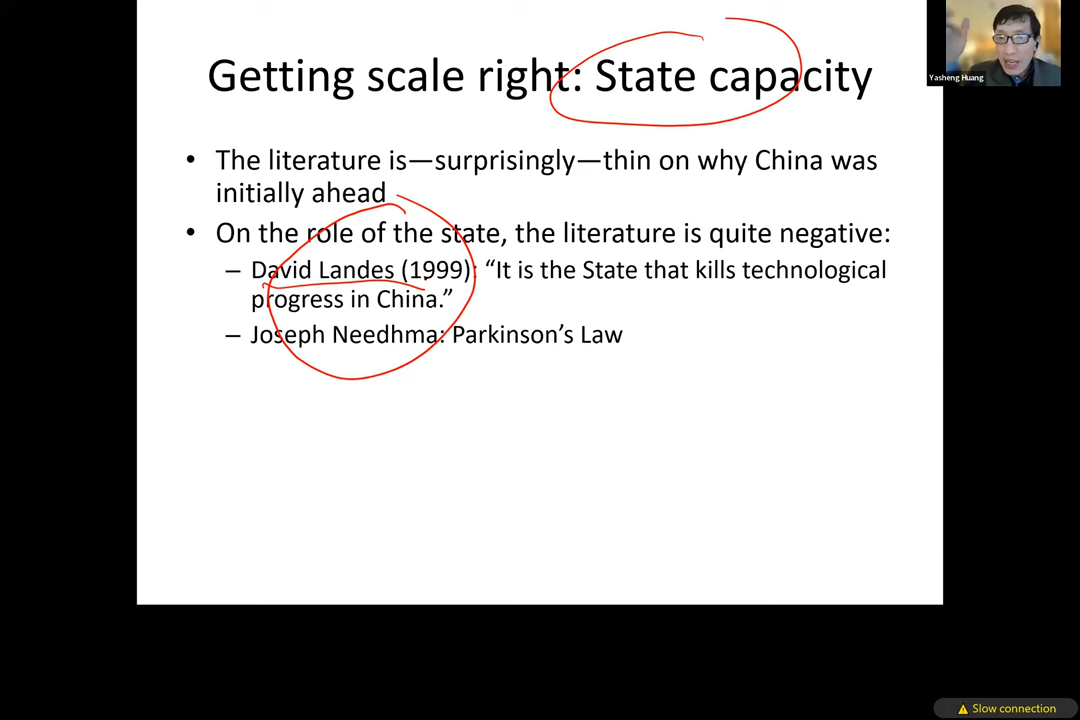 Getting scale right: State capacity
Yasheng Huang
• The literature is—surprisingly—thin on why China was
initially ahead
• On the role of the state, the literature is quite negative:
– David Landes (1999): “It is the State that kills technological
progress in China.”
– Joseph Needhma: Parkinson’s Law
Slow connection